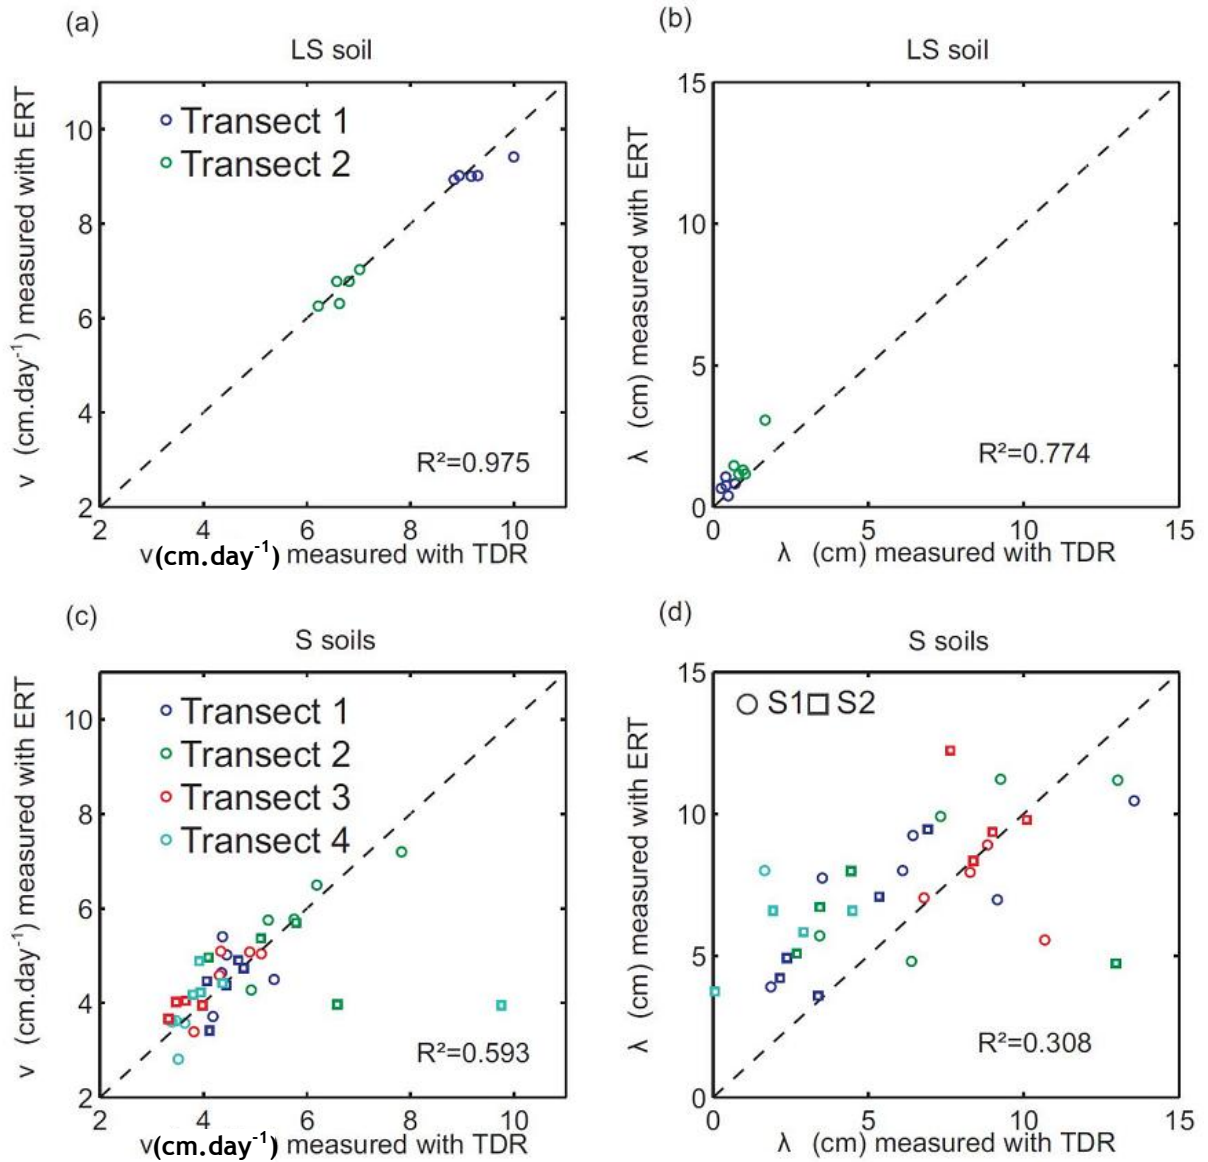 (a)
LS soil
v (cm.day⁻¹) measured with ERT
10
8
6
4
2
Transect 1
Transect 2
R²=0.975
2 4 6 8 10
v(cm.day⁻¹) measured with TDR
(b)
LS soil
λ (cm) measured with ERT
15
10
5
0
R²=0.774
0 5 10 15
λ (cm) measured with TDR
(c)
S soils
v (cm.day⁻¹) measured with ERT
10
8
6
4
2
Transect 1
Transect 2
Transect 3
Transect 4
R²=0.593
2 4 6 8 10
v(cm.day⁻¹) measured with TDR
(d)
S soils
λ (cm) measured with ERT
15
10
5
0
S1 S2
R²=0.308
0 5 10 15
λ (cm) measured with TDR